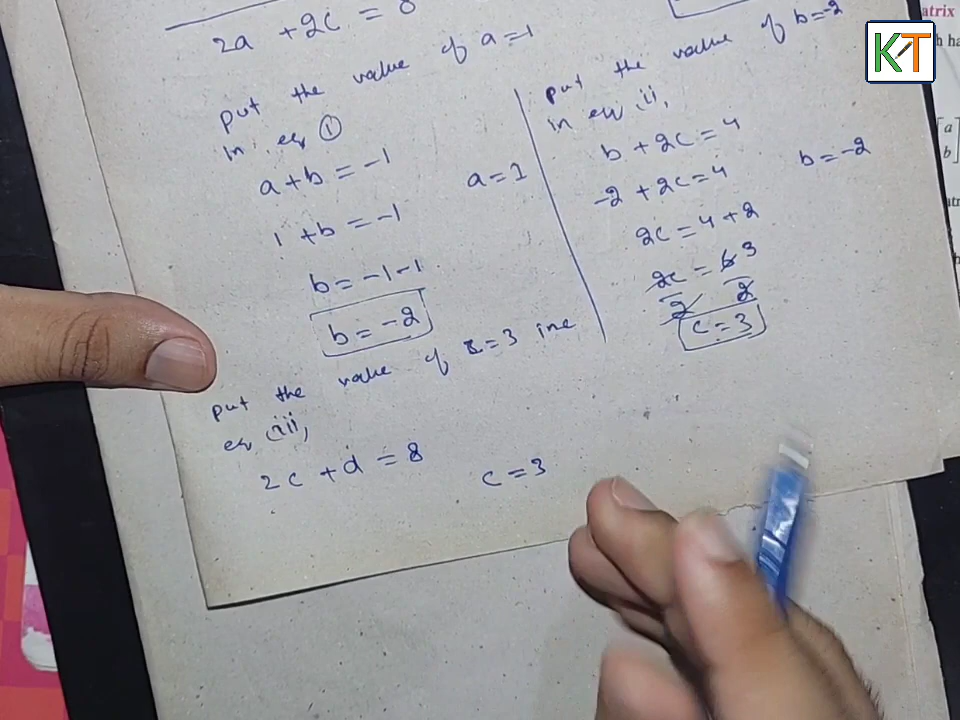 2a + 2c = 8
put the value of a=1
in eq ①
a+b = -1
a=1
1 +b = -1
b = -1-1
b = -2
put the value of b=-2
in eq ii,
b + 2c = 4
b = -2
-2 + 2c = 4
2c = 4 + 2
2c = 6 3
2 2
c = 3
put the value of c=3 in
eq (iii,
2c + d = 8
c = 3
KT
atrix
a
b